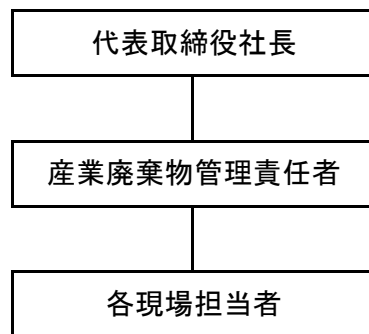 代表取締役社長
産業廃棄物管理責任者
各現場担当者